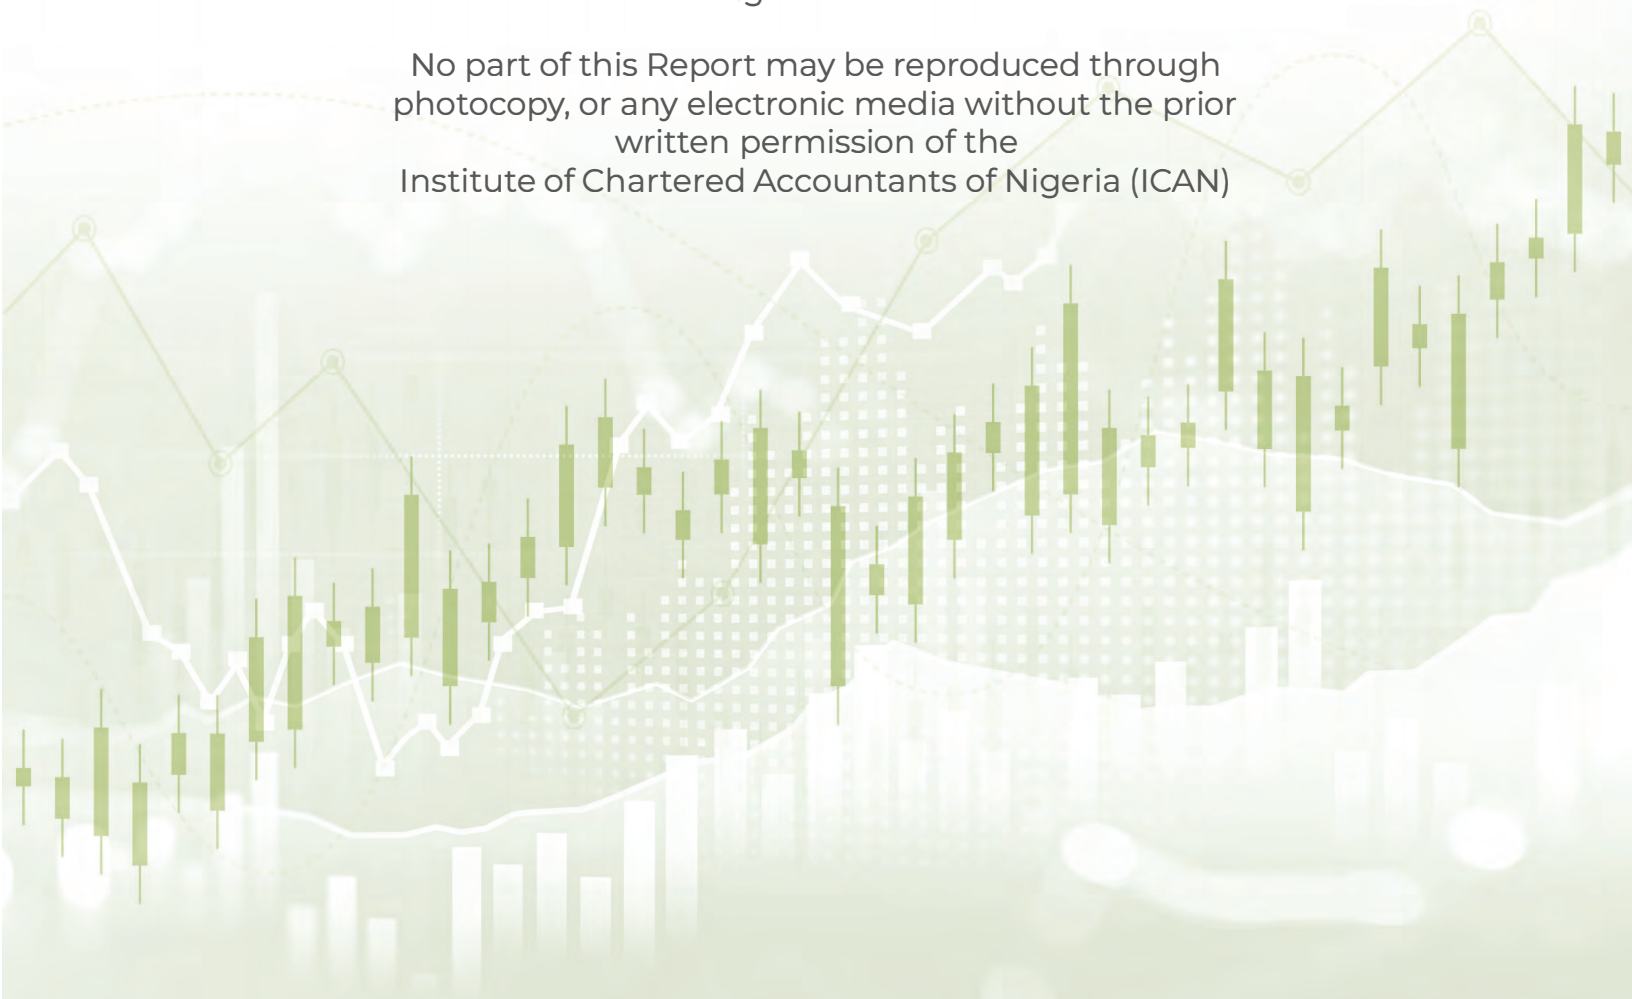 No part of this Report may be reproduced through
photocopy, or any electronic media without the prior
written permission of the
Institute of Chartered Accountants of Nigeria (ICAN)